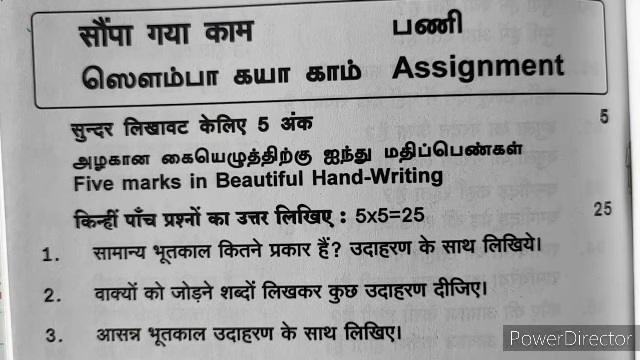 सौंपा गया काम பணி
ஸௌம்பா கயா காம் Assignment
सुन्दर लिखावट केलिए 5 अंक 5
அழகான கையெழுத்திற்கு ஐந்து மதிப்பெண்கள்
Five marks in Beautiful Hand-Writing
किन्हीं पाँच प्रश्नों का उत्तर लिखिए : 5x5=25 25
1. सामान्य भूतकाल कितने प्रकार हैं? उदाहरण के साथ लिखिये।
2. वाक्यों को जोड़ने शब्दों लिखकर कुछ उदाहरण दीजिए।
3. आसन्न भूतकाल उदाहरण के साथ लिखिए।
PowerDirector